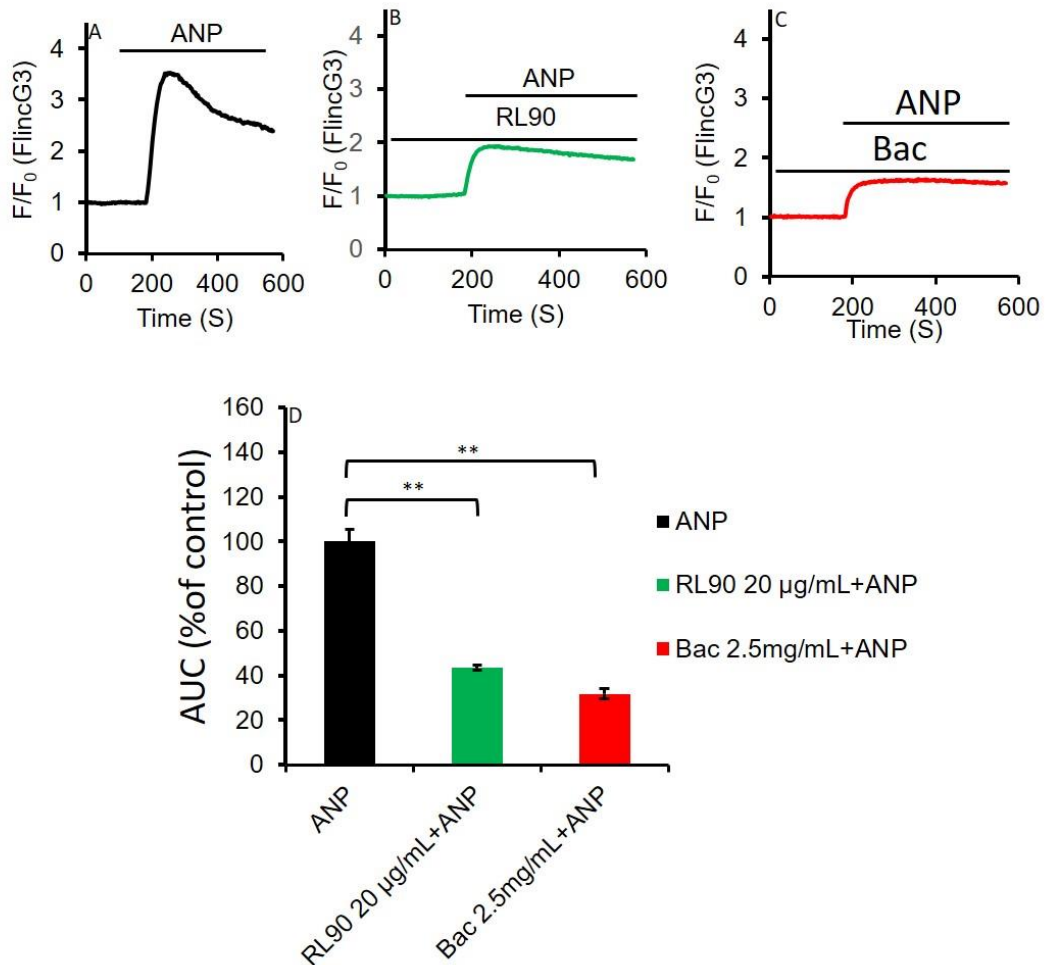 A
ANP
F/F0 (FlincG3)
4
3
2
1
0
0 200 400 600
Time (S)
B
ANP
RL90
F/F0 (FlincG3)
4
3
2
1
0
0 200 400 600
Time (S)
C
ANP
Bac
F/F0 (FlincG3)
4
3
2
1
0
0 200 400 600
Time (S)
D
AUC (%of control)
160
140
120
100
80
60
40
20
0
**
**
ANP
RL90 20 µg/mL+ANP
Bac 2.5mg/mL+ANP
ANP
RL90 20 µg/mL+ANP
Bac 2.5mg/mL+ANP